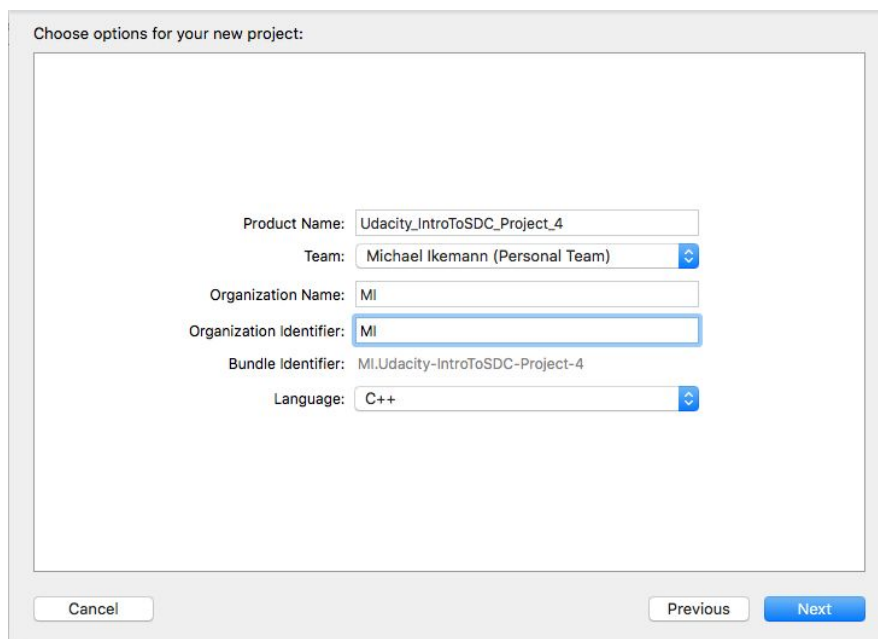 Choose options for your new project:
Product Name: Udacity_IntroToSDC_Project_4
Team: Michael Ikemann (Personal Team)
Organization Name: MI
Organization Identifier: MI
Bundle Identifier: MI.Udacity-IntroToSDC-Project-4
Language: C++
Cancel Previous Next